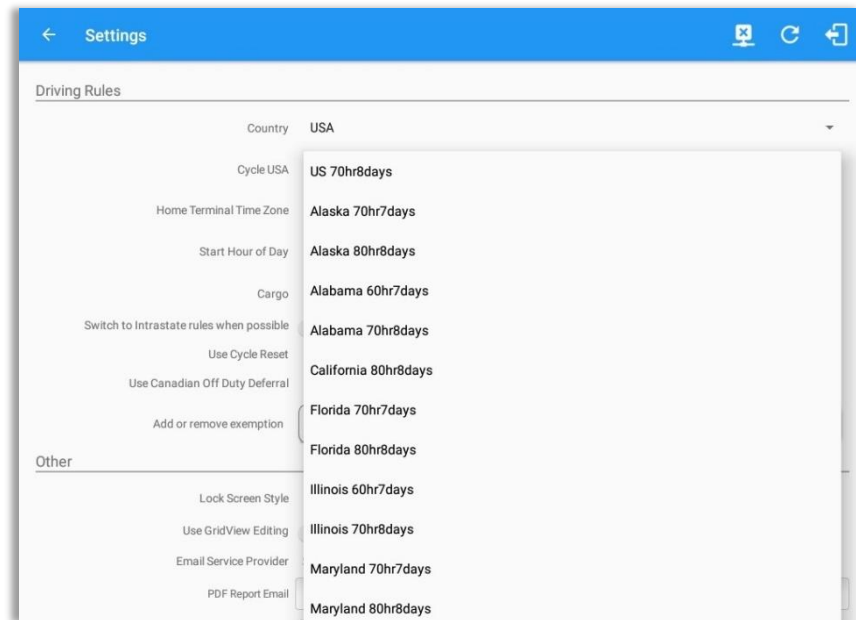 Settings
Driving Rules
Country USA
Cycle USA US 70hr8days
Home Terminal Time Zone Alaska 70hr7days
Start Hour of Day Alaska 80hr8days
Cargo Alabama 60hr7days
Switch to Intrastate rules when possible Alabama 70hr8days
Use Cycle Reset
California 80hr8days
Use Canadian Off Duty Deferral
Florida 70hr7days
Add or remove exemption
Florida 80hr8days
Other
Illinois 60hr7days
Lock Screen Style
Use GridView Editing Illinois 70hr8days
Email Service Provider
Maryland 70hr7days
PDF Report Email
Maryland 80hr8days